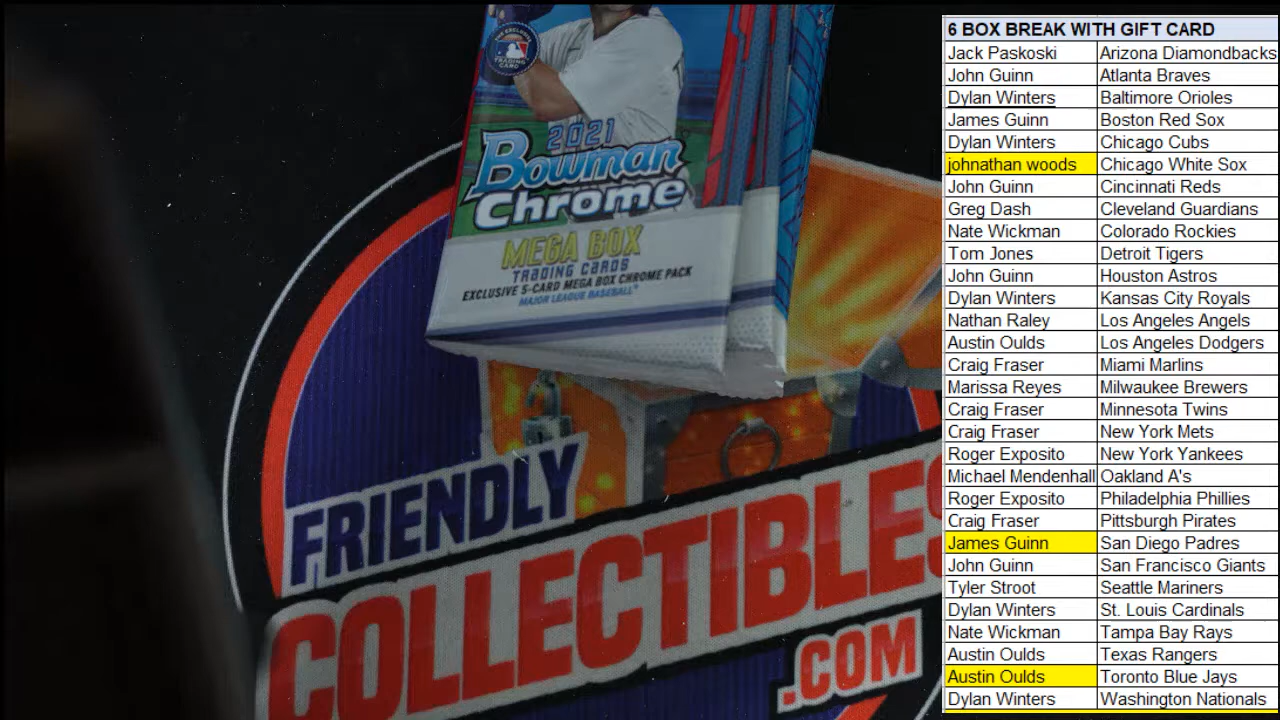 2021
Bowman
Chrome
MEGA BOX
TRADING CARDS
EXCLUSIVE 5-CARD MEGA BOX CHROME PACK
MAJOR LEAGUE BASEBALL
FRIENDLY
COLLECTIBLES
.COM
6 BOX BREAK WITH GIFT CARD
Jack Paskoski Arizona Diamondbacks
John Guinn Atlanta Braves
Dylan Winters Baltimore Orioles
James Guinn Boston Red Sox
Dylan Winters Chicago Cubs
johnathan woods Chicago White Sox
John Guinn Cincinnati Reds
Greg Dash Cleveland Guardians
Nate Wickman Colorado Rockies
Tom Jones Detroit Tigers
John Guinn Houston Astros
Dylan Winters Kansas City Royals
Nathan Raley Los Angeles Angels
Austin Oulds Los Angeles Dodgers
Craig Fraser Miami Marlins
Marissa Reyes Milwaukee Brewers
Craig Fraser Minnesota Twins
Craig Fraser New York Mets
Roger Exposito New York Yankees
Michael Mendenhall Oakland A's
Roger Exposito Philadelphia Phillies
Craig Fraser Pittsburgh Pirates
James Guinn San Diego Padres
John Guinn San Francisco Giants
Tyler Stroot Seattle Mariners
Dylan Winters St. Louis Cardinals
Nate Wickman Tampa Bay Rays
Austin Oulds Texas Rangers
Austin Oulds Toronto Blue Jays
Dylan Winters Washington Nationals